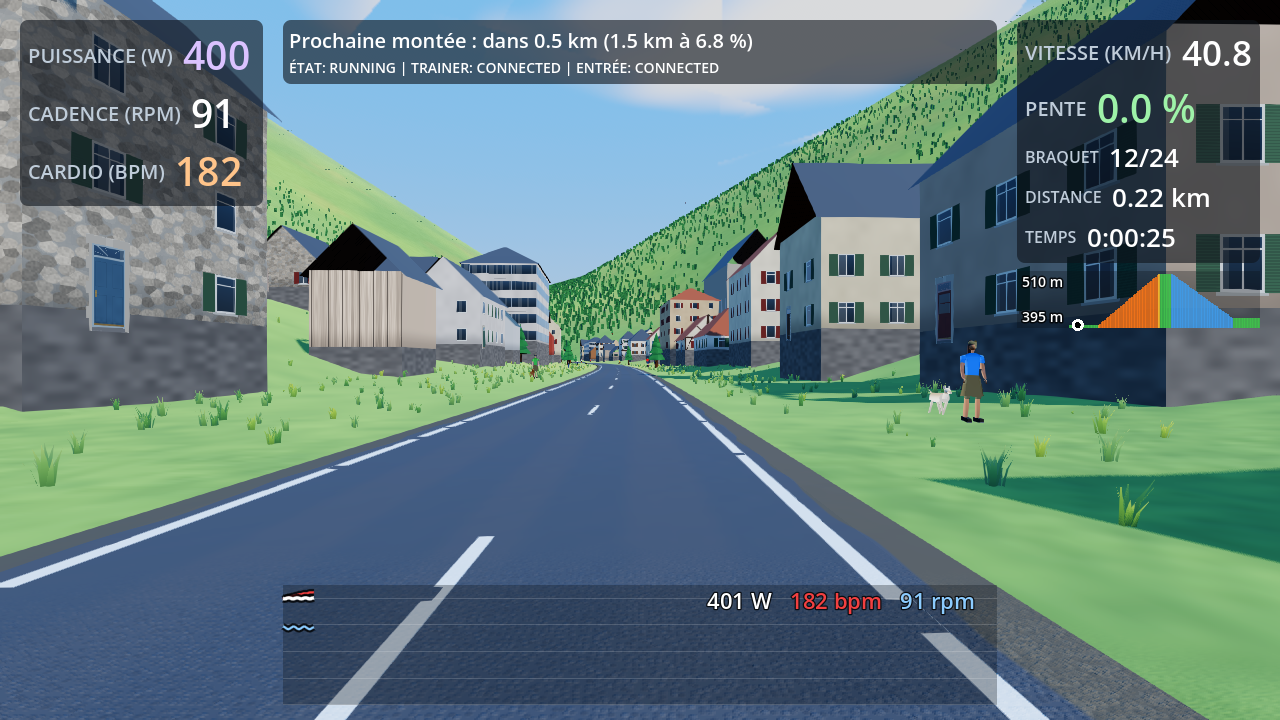 PUISSANCE (W) 400
CADENCE (RPM) 91
CARDIO (BPM) 182
Prochaine montée : dans 0.5 km (1.5 km à 6.8 %)
ÉTAT: RUNNING | TRAINER: CONNECTED | ENTRÉE: CONNECTED
VITESSE (KM/H) 40.8
PENTE 0.0 %
BRAQUET 12/24
DISTANCE 0.22 km
TEMPS 0:00:25
510 m
395 m
401 W 182 bpm 91 rpm